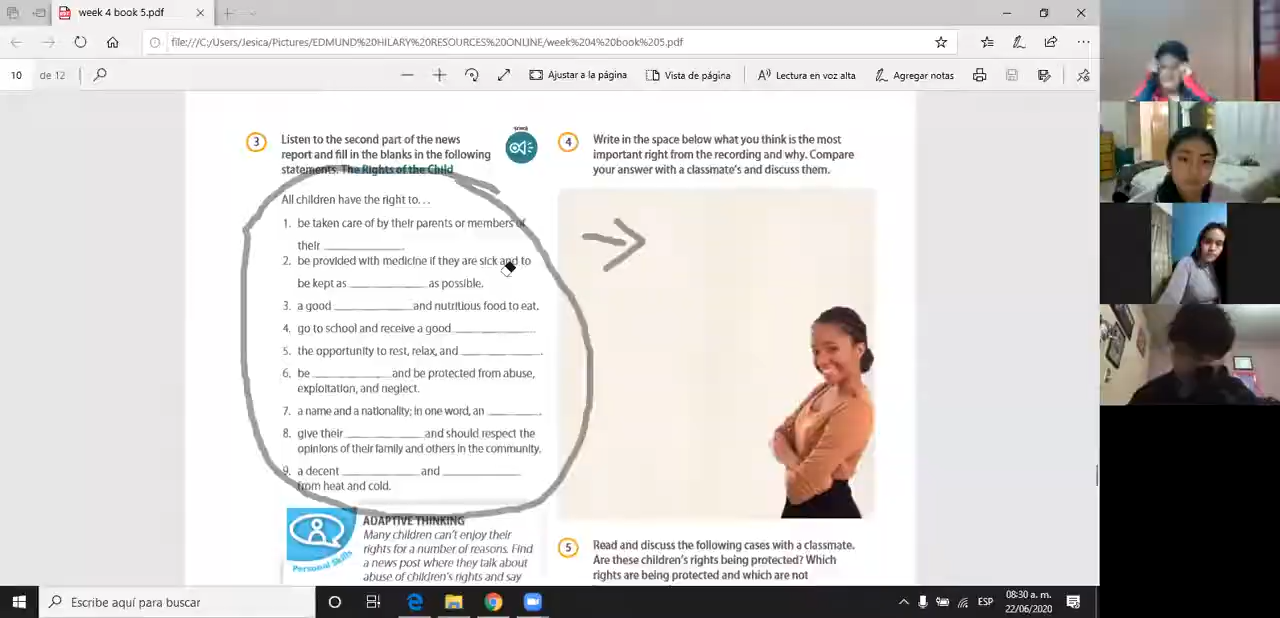 week 4 book 5.pdf
file:///C:/Users/Jesica/Pictures/EDMUND%20HILARY%20RESOURCES%20ONLINE/week%204%20book%205.pdf
10 de 12
Ajustar a la página
Vista de página
Lectura en voz alta
Agregar notas
3 Listen to the second part of the news
report and fill in the blanks in the following
statements. The Rights of the Child
All children have the right to. . .
1. be taken care of by their parents or members of
their ____________.
2. be provided with medicine if they are sick and to
be kept as ____________ as possible.
3. a good ____________ and nutritious food to eat.
4. go to school and receive a good ____________.
5. the opportunity to rest, relax, and ____________.
6. be ____________ and be protected from abuse,
exploitation, and neglect.
7. a name and a nationality; in one word, an ________.
8. give their ____________ and should respect the
opinions of their family and others in the community.
9. a decent ____________ and ____________
from heat and cold.
Personal Skills
ADAPTIVE THINKING
Many children can't enjoy their
rights for a number of reasons. Find
a news post where they talk about
abuse of children's rights and say
4 Write in the space below what you think is the most
important right from the recording and why. Compare
your answer with a classmate's and discuss them.
5 Read and discuss the following cases with a classmate.
Are these children's rights being protected? Which
rights are being protected and which are not
Escribe aquí para buscar
ESP
08:30 a. m.
22/06/2020